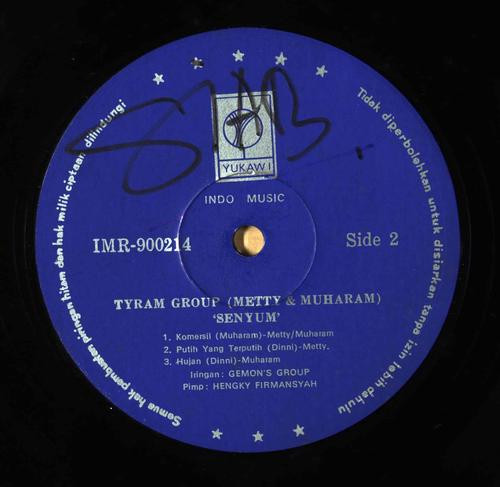 YUKAWI
INDO MUSIC
IMR-900214
Side 2
TYRAM GROUP (METTY & MUHARAM)
‘SENYUM’
1. Komersil (Muharam)-Metty/Muharam
2. Putih Yang Terputih (Dinni)-Metty.
3. Hujan (Dinni)-Muharam
Iringan: GEMON'S GROUP
Pimp: HENGKY FIRMANSYAH
Semua hak pembuatan piringan hitam dan hak milik ciptaan dilindungi
Tidak diperbolehkan untuk disiarkan tanpa izin lebih dahulu